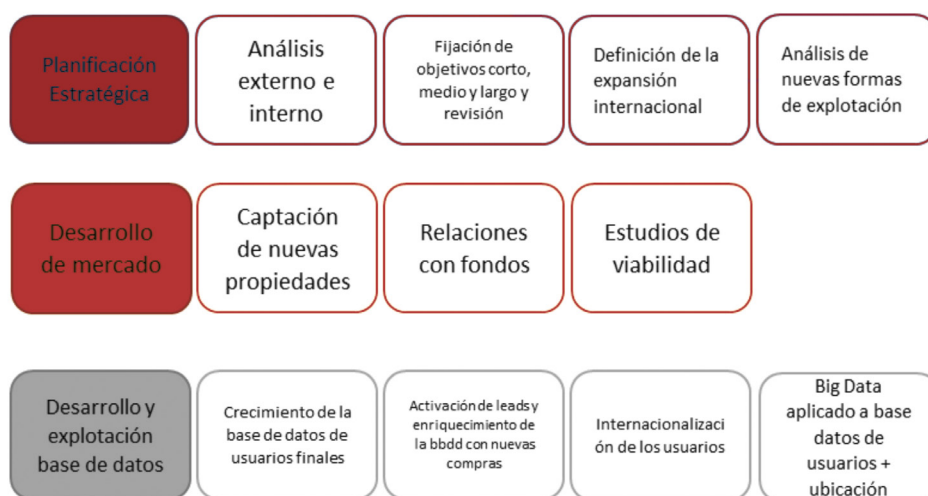 Planificación
Estratégica
Análisis
externo e
interno
Fijación de
objetivos corto,
medio y largo y
revisión
Definición de la
expansión
internacional
Análisis de
nuevas formas
de explotación
Desarrollo
de mercado
Captación
de nuevas
propiedades
Relaciones
con fondos
Estudios de
viabilidad
Desarrollo y
explotación
base de datos
Crecimiento de la
base de datos de
usuarios finales
Activación de leads y
enriquecimiento de
la bbdd con nuevas
compras
Internacionalizaci
ón de los usuarios
Big Data
aplicado a base
datos de
usuarios +
ubicación